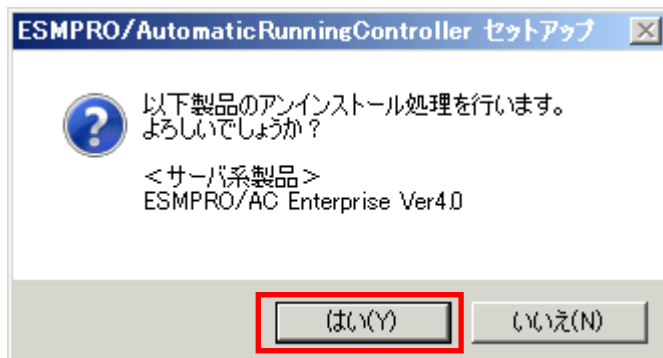 ESMPRO/AutomaticRunningController セットアップ
以下製品のアンインストール処理を行います。
よろしいでしょうか？
＜サーバ系製品＞
ESMPRO/AC Enterprise Ver4.0
はい(Y)
いいえ(N)